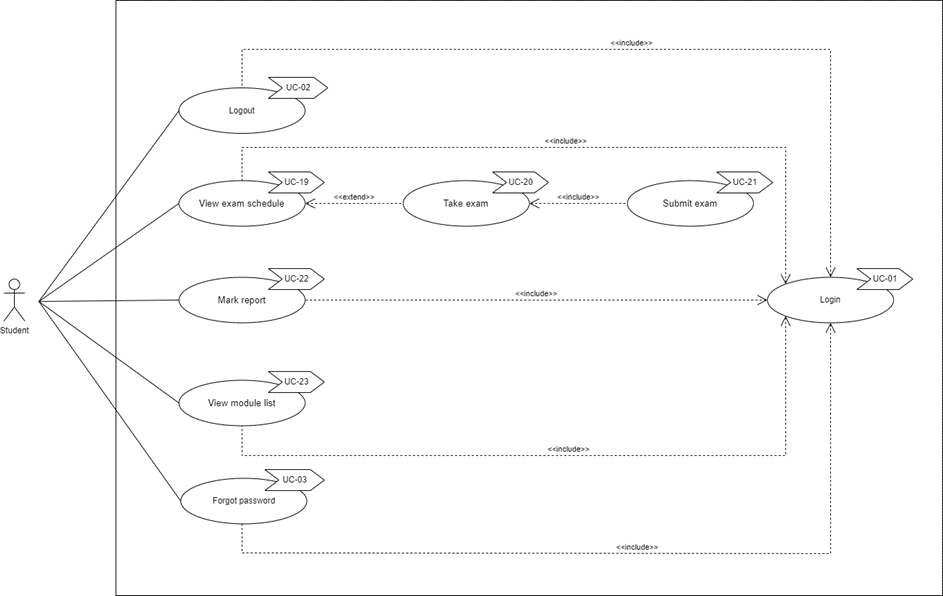 <<include>>
UC-02
Logout
<<include>>
UC-19
View exam schedule
<<extend>>
UC-20
Take exam
<<include>>
UC-21
Submit exam
Student
UC-22
Mark report
<<include>>
UC-01
Login
UC-23
View module list
<<include>>
UC-03
Forgot password
<<include>>